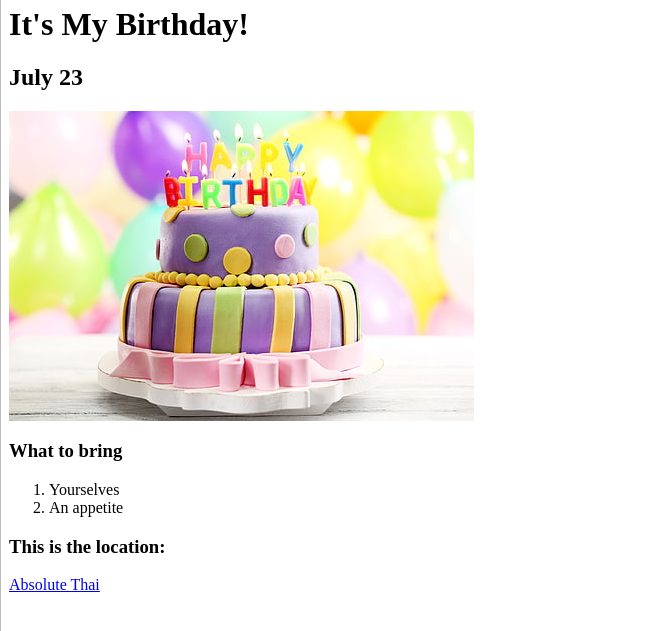 It's My Birthday!
July 23
HAPPY
BIRTHDAY
What to bring
1. Yourselves
2. An appetite
This is the location:
Absolute Thai